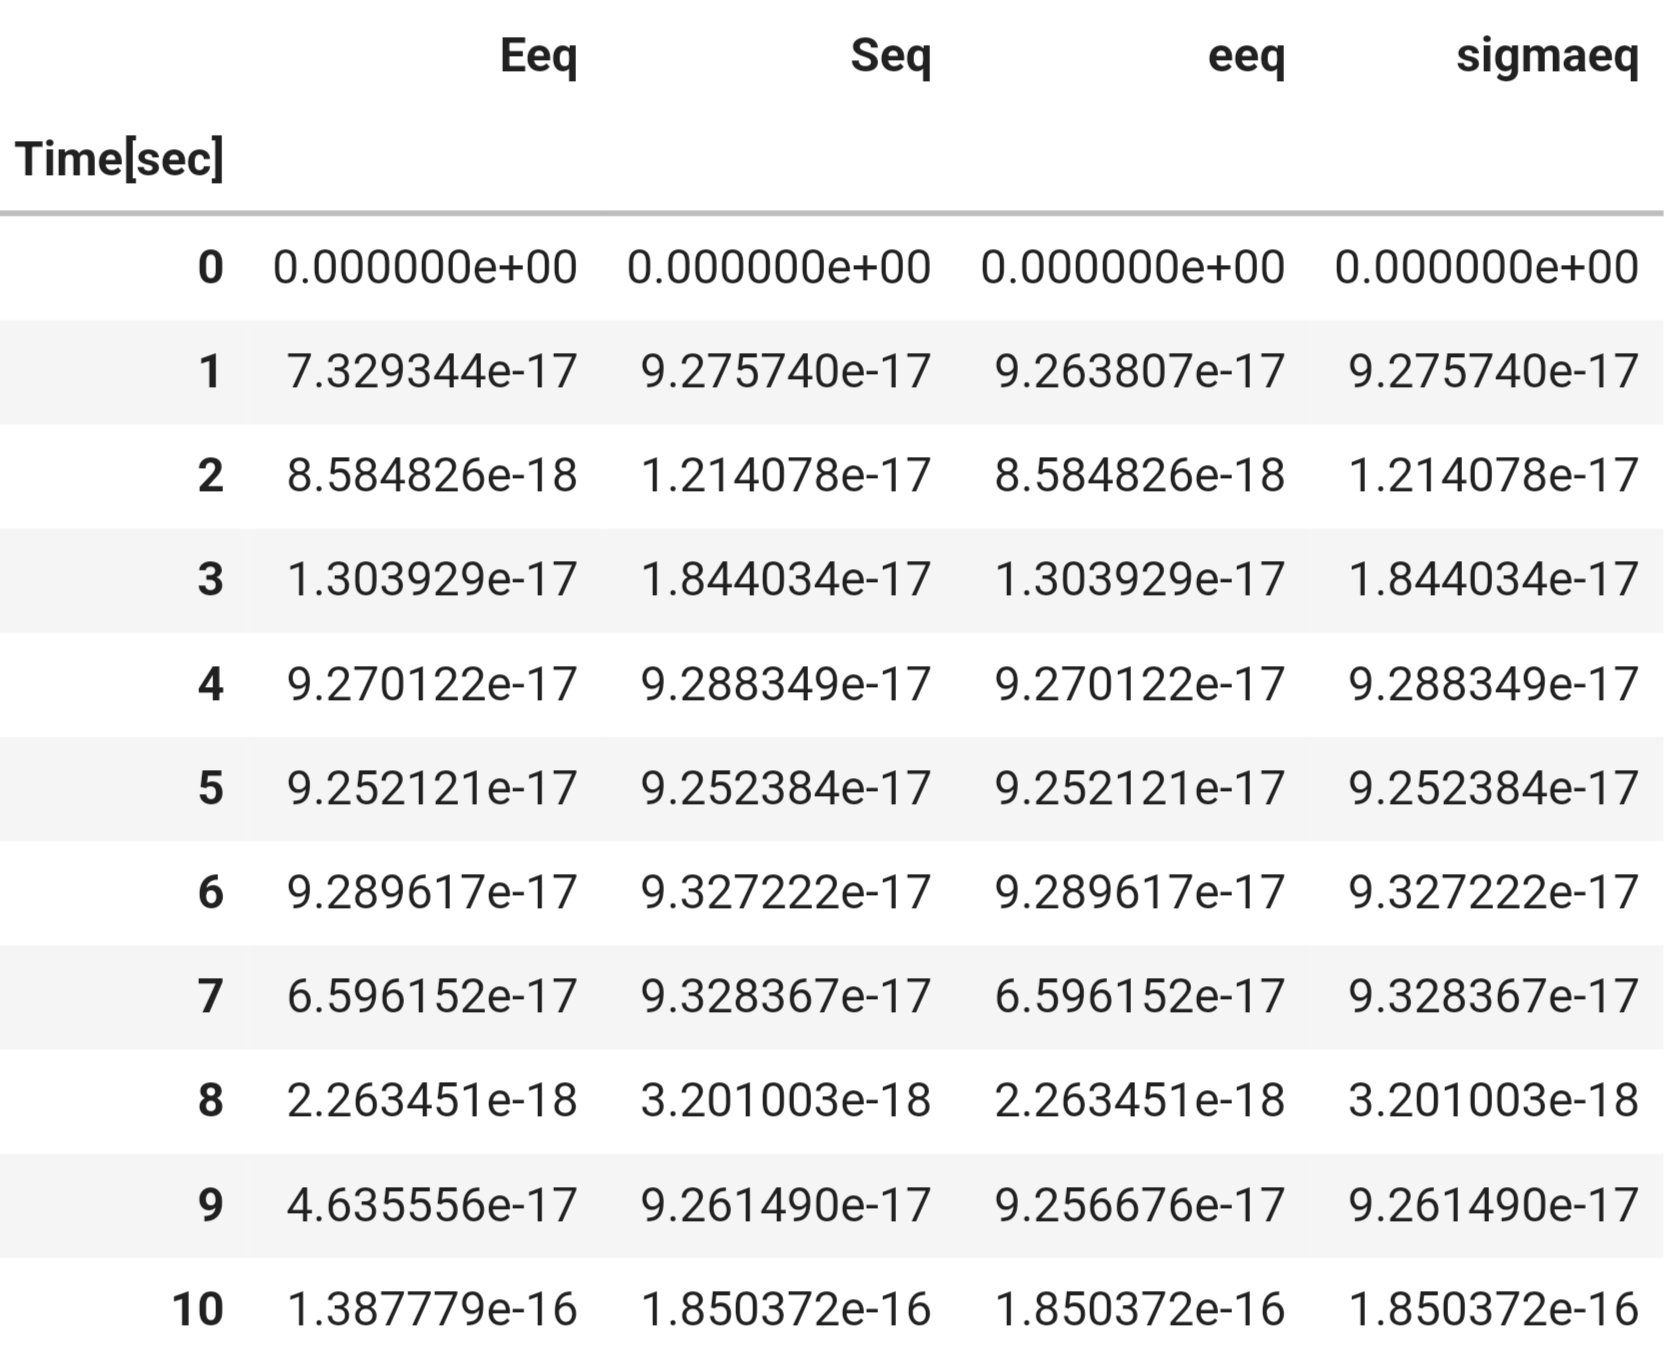 Eeq Seq eeq sigmaeq
Time[sec]
0 0.000000e+00 0.000000e+00 0.000000e+00 0.000000e+00
1 7.329344e-17 9.275740e-17 9.263807e-17 9.275740e-17
2 8.584826e-18 1.214078e-17 8.584826e-18 1.214078e-17
3 1.303929e-17 1.844034e-17 1.303929e-17 1.844034e-17
4 9.270122e-17 9.288349e-17 9.270122e-17 9.288349e-17
5 9.252121e-17 9.252384e-17 9.252121e-17 9.252384e-17
6 9.289617e-17 9.327222e-17 9.289617e-17 9.327222e-17
7 6.596152e-17 9.328367e-17 6.596152e-17 9.328367e-17
8 2.263451e-18 3.201003e-18 2.263451e-18 3.201003e-18
9 4.635556e-17 9.261490e-17 9.256676e-17 9.261490e-17
10 1.387779e-16 1.850372e-16 1.850372e-16 1.850372e-16